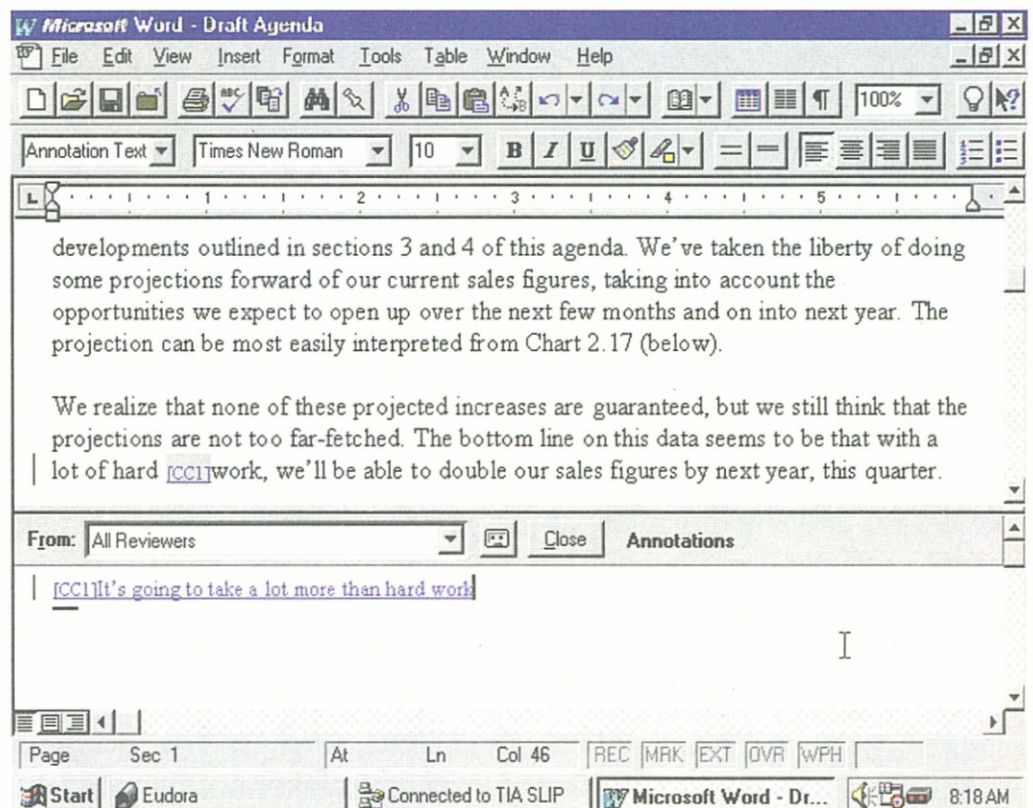 Microsoft Word - Draft Agenda
File Edit View Insert Format Tools Table Window Help
ABC 100%
Annotation Text Times New Roman 10 B I U
L 1 2 3 4 5
developments outlined in sections 3 and 4 of this agenda. We've taken the liberty of doing
some projections forward of our current sales figures, taking into account the
opportunities we expect to open up over the next few months and on into next year. The
projection can be most easily interpreted from Chart 2.17 (below).
We realize that none of these projected increases are guaranteed, but we still think that the
projections are not too far-fetched. The bottom line on this data seems to be that with a
lot of hard [CC1]work, we'll be able to double our sales figures by next year, this quarter.
From: All Reviewers Close Annotations
[CC1]It's going to take a lot more than hard work
Page Sec 1 At Ln Col 46 REC MRK EXT OVR WPH
Start Eudora Connected to TIA SLIP Microsoft Word - Dr... 8:18 AM